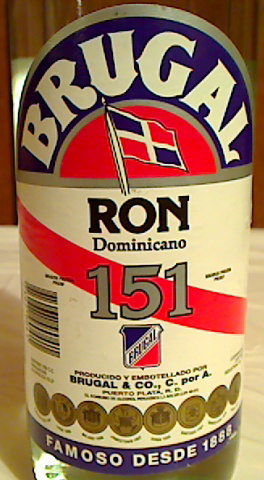 BRUGAL
RON
Dominicano
151
BRUGAL
PRODUCIDO Y EMBOTELLADO POR
BRUGAL & CO., C. por A.
PUERTO PLATA, R. D.
FAMOSO DESDE 1888